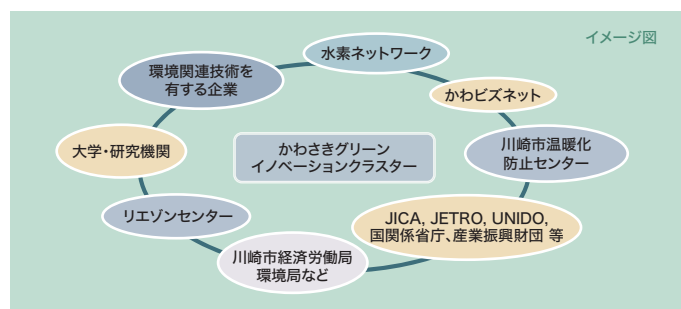 イメージ図
水素ネットワーク
環境関連技術を
有する企業
かわビズネット
大学・研究機関
かわさきグリーン
イノベーションクラスター
川崎市温暖化
防止センター
リエゾンセンター
JICA, JETRO, UNIDO,
国関係省庁、産業振興財団 等
川崎市経済労働局
環境局など